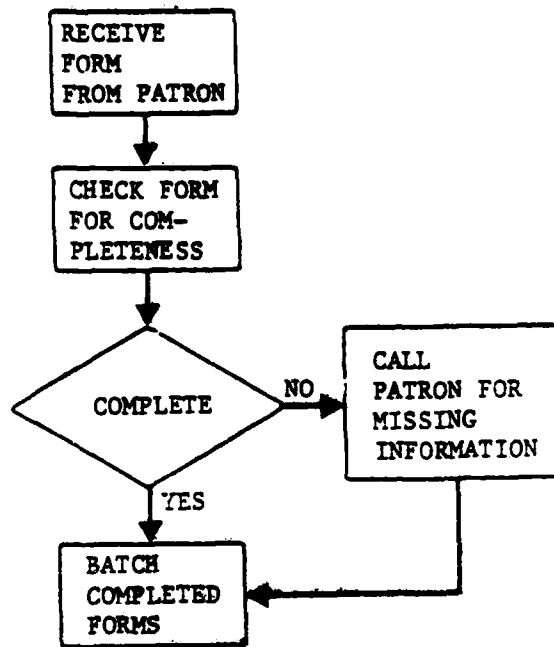 RECEIVE
FORM
FROM PATRON
CHECK FORM
FOR COM-
PLETENESS
COMPLETE
NO
CALL
PATRON FOR
MISSING
INFORMATION
YES
BATCH
COMPLETED
FORMS